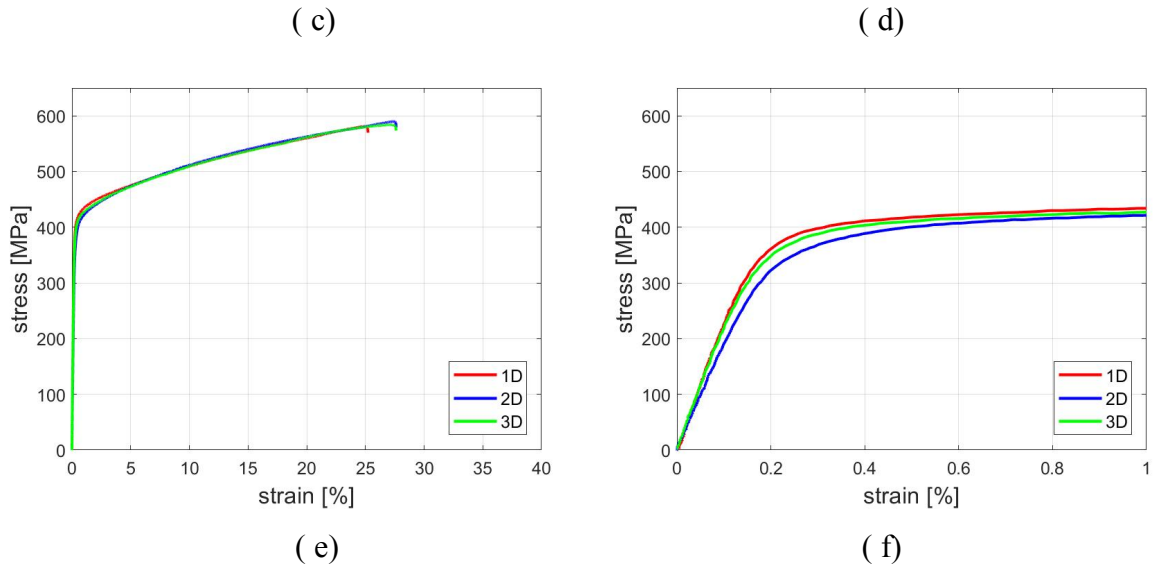 ( c)
( d)
600
500
400
300
200
100
0
stress [MPa]
1D
2D
3D
0 5 10 15 20 25 30 35 40
strain [%]
600
500
400
300
200
100
0
stress [MPa]
1D
2D
3D
0 0.2 0.4 0.6 0.8 1
strain [%]
( e)
( f)